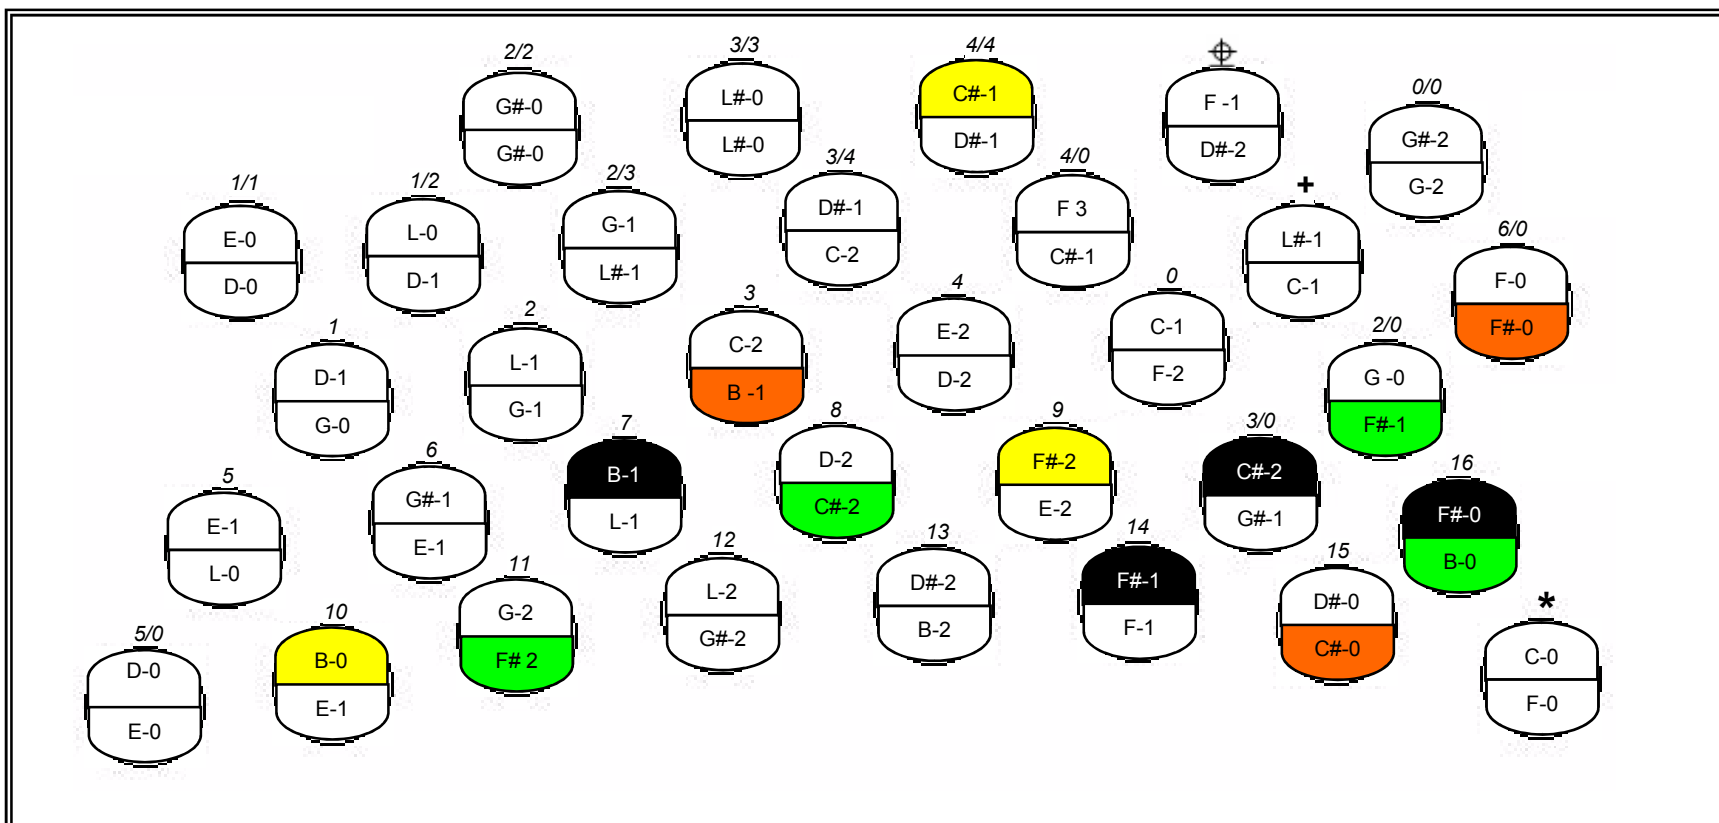 2/2
G#-0
G#-0
3/3
L#-0
L#-0
4/4
C#-1
D#-1
F -1
D#-2
0/0
G#-2
G-2
1/1
E-0
D-0
1/2
L-0
D-1
2/3
G-1
L#-1
3/4
D#-1
C-2
4/0
F 3
C#-1
+
L#-1
C-1
6/0
F-0
F#-0
1
D-1
G-0
2
L-1
G-1
3
C-2
B -1
4
E-2
D-2
0
C-1
F-2
2/0
G -0
F#-1
5
E-1
L-0
6
G#-1
E-1
7
B-1
L-1
8
D-2
C#-2
9
F#-2
E-2
3/0
C#-2
G#-1
16
F#-0
B-0
5/0
D-0
E-0
10
B-0
E-1
11
G-2
F# 2
12
L-2
G#-2
13
D#-2
B-2
14
F#-1
F-1
15
D#-0
C#-0
*
C-0
F-0